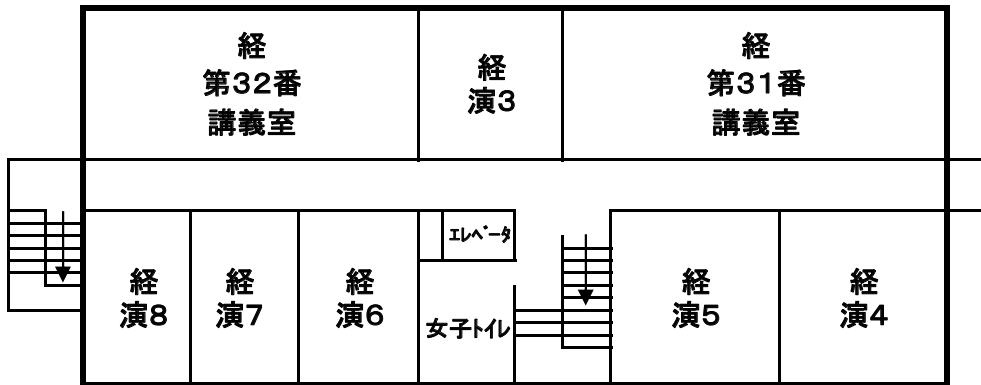 経
第３２番
講義室
経
演３
経
第３１番
講義室
エレベータ
経
演８
経
演７
経
演６
女子トイレ
経
演５
経
演４